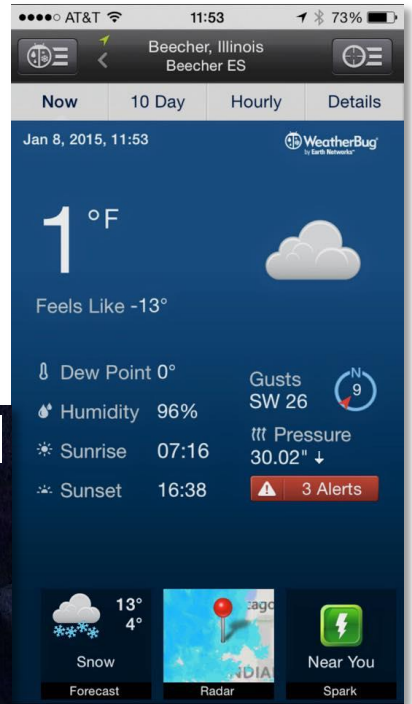 AT&T 11:53 73%
Beecher, Illinois
Beecher ES
Now 10 Day Hourly Details
Jan 8, 2015, 11:53
WeatherBug
by Earth Networks
1 °F
Feels Like -13°
Dew Point 0°
Humidity 96%
Sunrise 07:16
Sunset 16:38
Gusts
SW 26
N
9
Pressure
30.02" ↓
3 Alerts
13°
4°
Snow
Forecast
cago
NDIA
Radar
Near You
Spark